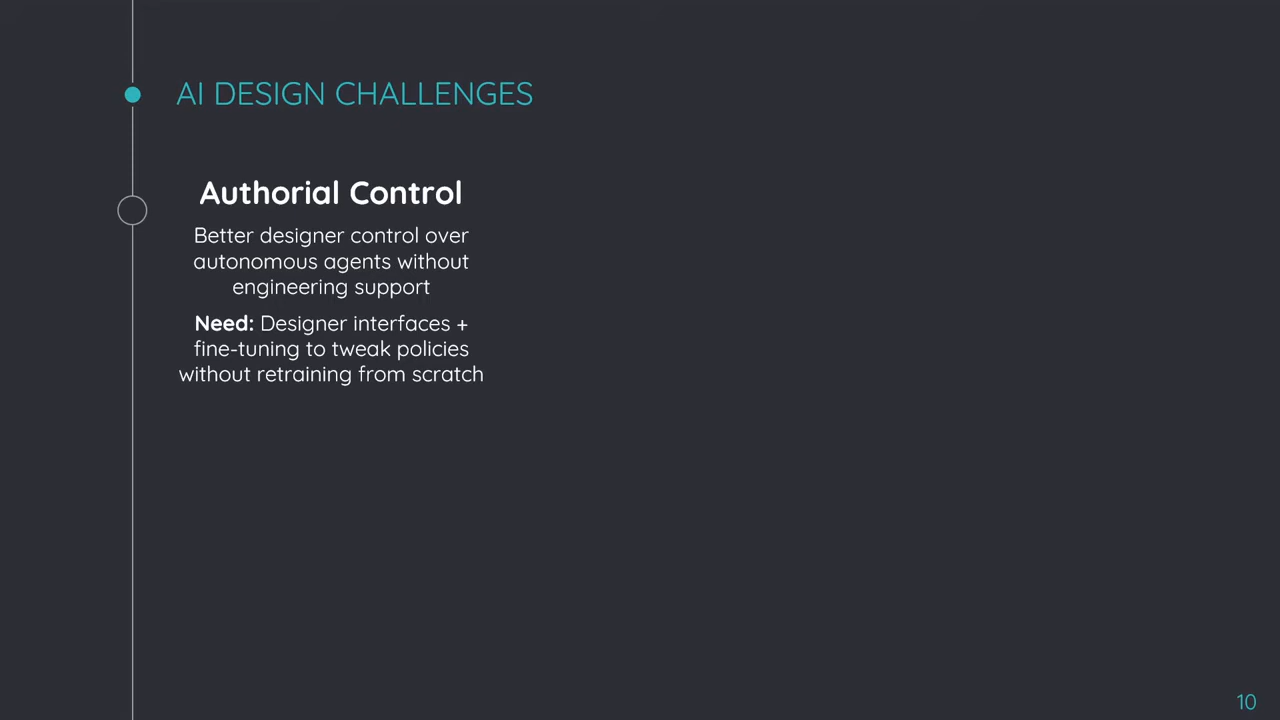 AI DESIGN CHALLENGES
Authorial Control
Better designer control over
autonomous agents without
engineering support
Need: Designer interfaces +
fine-tuning to tweak policies
without retraining from scratch
10